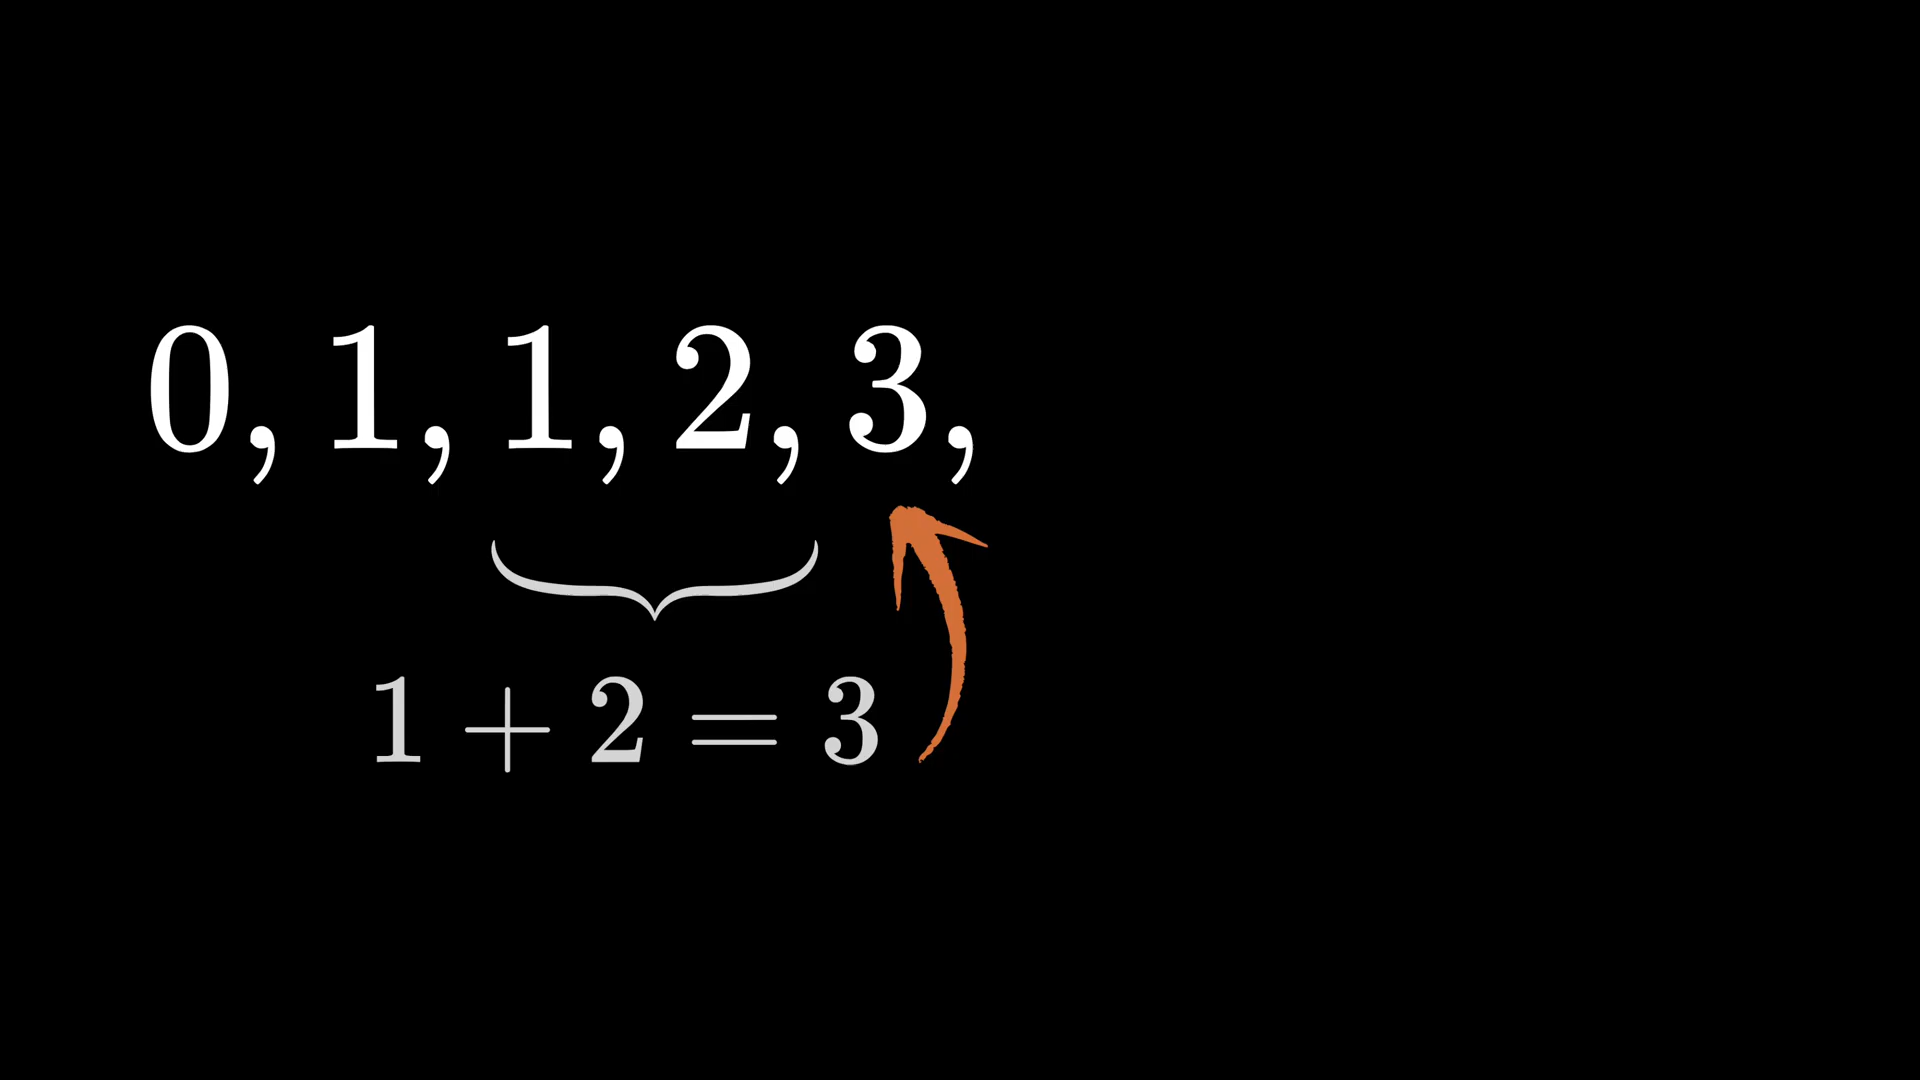 0, 1, 1, 2, 3,
1 + 2 = 3